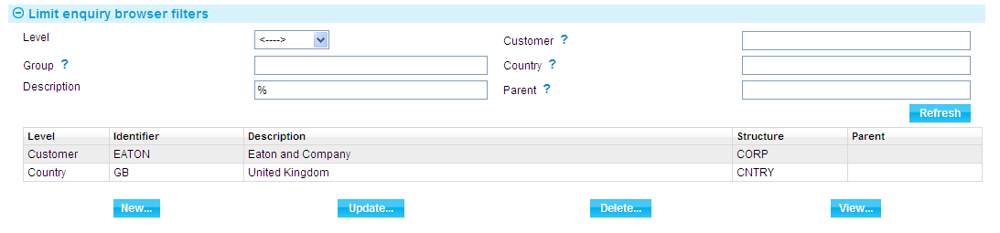 Limit enquiry browser filters
Level <----> Customer ?
Group ? Country ?
Description % Parent ?
Refresh
Level Identifier Description Structure Parent
Customer EATON Eaton and Company CORP
Country GB United Kingdom CNTRY
New... Update... Delete... View...